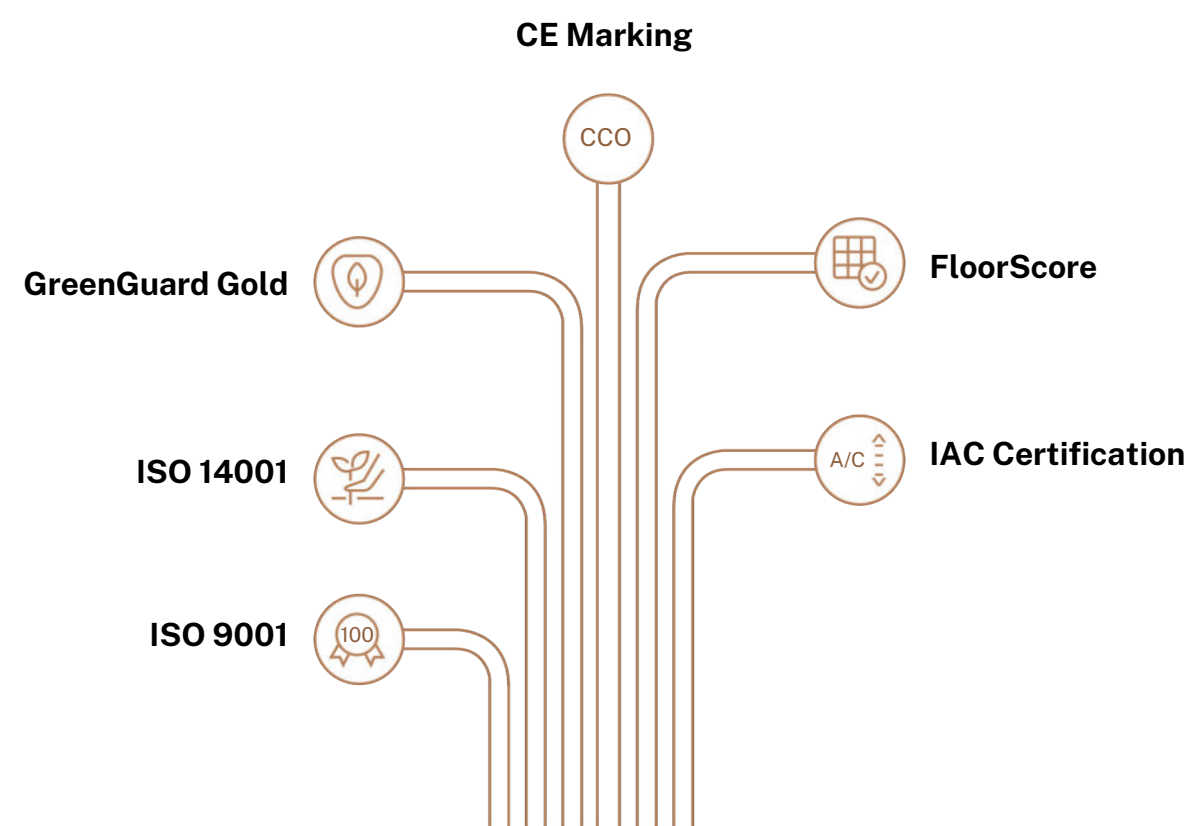 CE Marking
CCO
GreenGuard Gold
FloorScore
ISO 14001
A/C
IAC Certification
ISO 9001
100